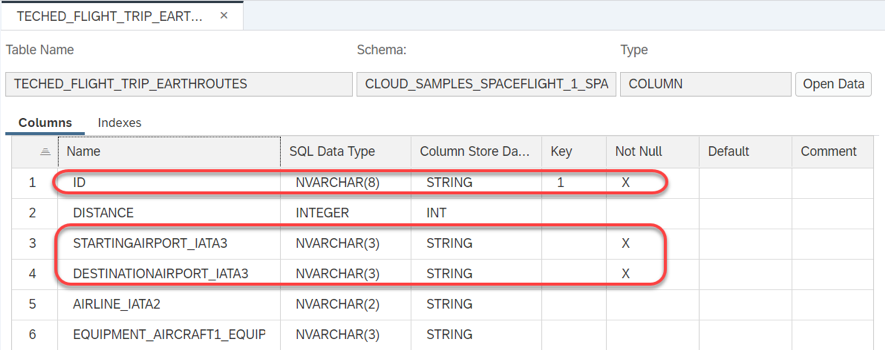 TECHED_FLIGHT_TRIP_EART... ×
Table Name Schema: Type
TECHED_FLIGHT_TRIP_EARTHROUTES CLOUD_SAMPLES_SPACEFLIGHT_1_SPA COLUMN Open Data
Columns Indexes
Name SQL Data Type Column Store Da... Key Not Null Default Comment
1 ID NVARCHAR(8) STRING 1 X
2 DISTANCE INTEGER INT
3 STARTINGAIRPORT_IATA3 NVARCHAR(3) STRING X
4 DESTINATIONAIRPORT_IATA3 NVARCHAR(3) STRING X
5 AIRLINE_IATA2 NVARCHAR(2) STRING
6 EQUIPMENT_AIRCRAFT1_EQUIP NVARCHAR(3) STRING